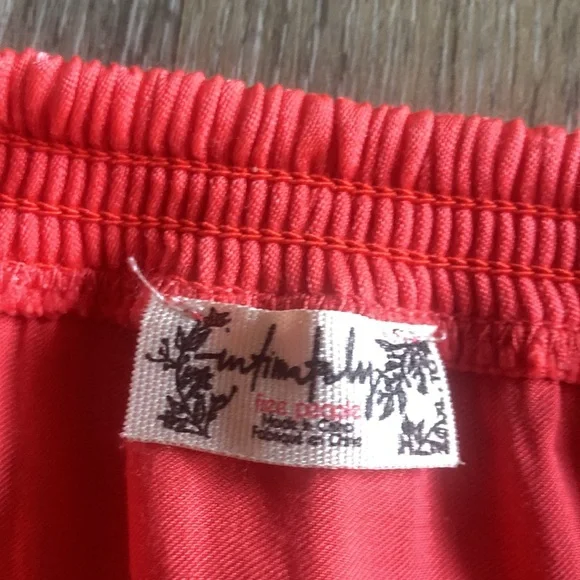 intimately
free people
Made in China
Fabriqué en Chine